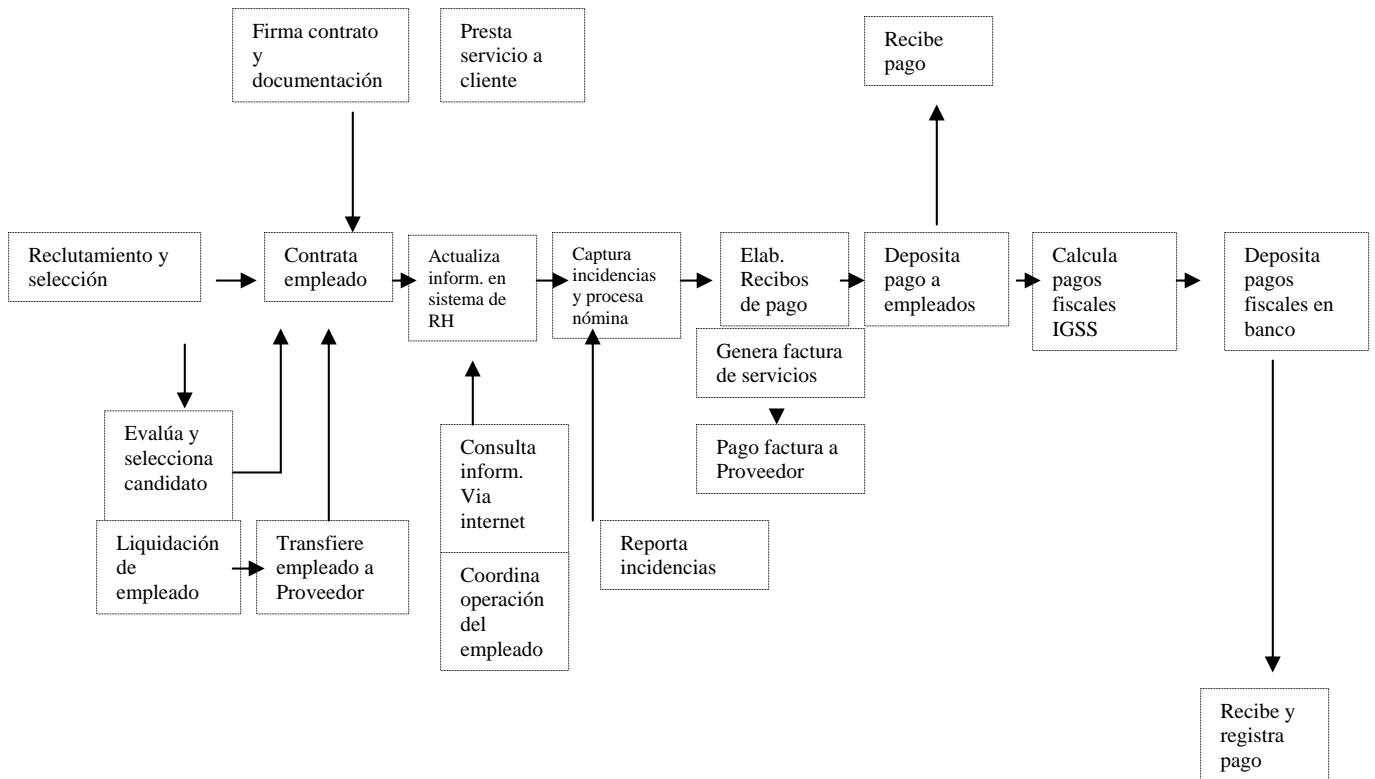 Firma contrato
y
documentación
Presta
servicio a
cliente
Recibe
pago
Reclutamiento y
selección
Contrata
empleado
Actualiza
inform. en
sistema de
RH
Captura
incidencias
y procesa
nómina
Elab.
Recibos
de pago
Deposita
pago a
empleados
Calcula
pagos
fiscales
IGSS
Deposita
pagos
fiscales en
banco
Genera factura
de servicios
Evalúa y
selecciona
candidato
Consulta
inform.
Via
internet
Pago factura a
Proveedor
Liquidación
de
empleado
Transfiere
empleado a
Proveedor
Reporta
incidencias
Coordina
operación
del
empleado
Recibe y
registra
pago